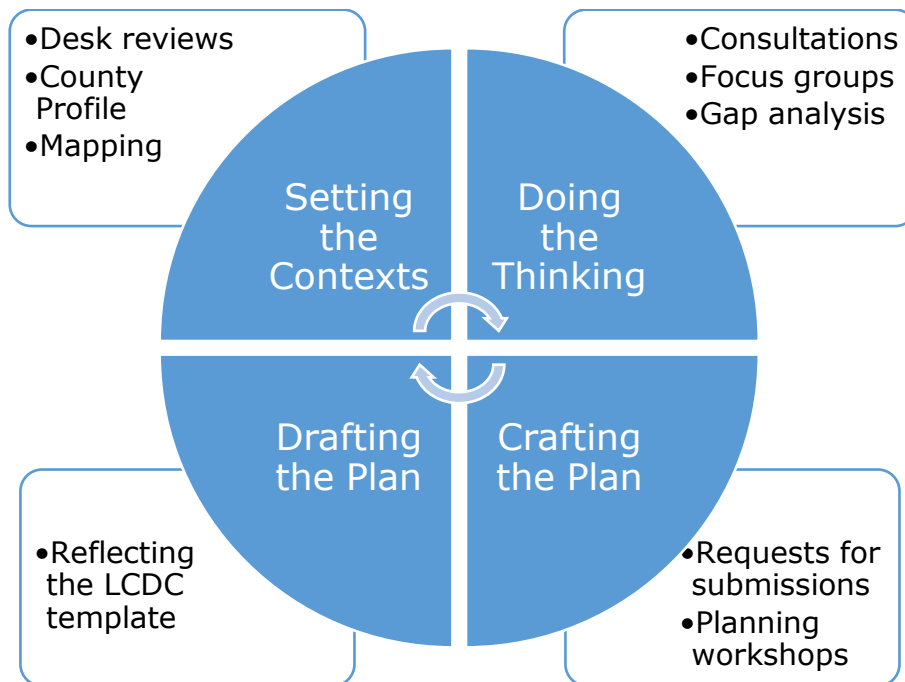 •Desk reviews
•County
Profile
•Mapping
•Consultations
•Focus groups
•Gap analysis
Setting
the
Contexts
Doing
the
Thinking
Drafting
the Plan
Crafting
the Plan
•Reflecting
the LCDC
template
•Requests for
submissions
•Planning
workshops